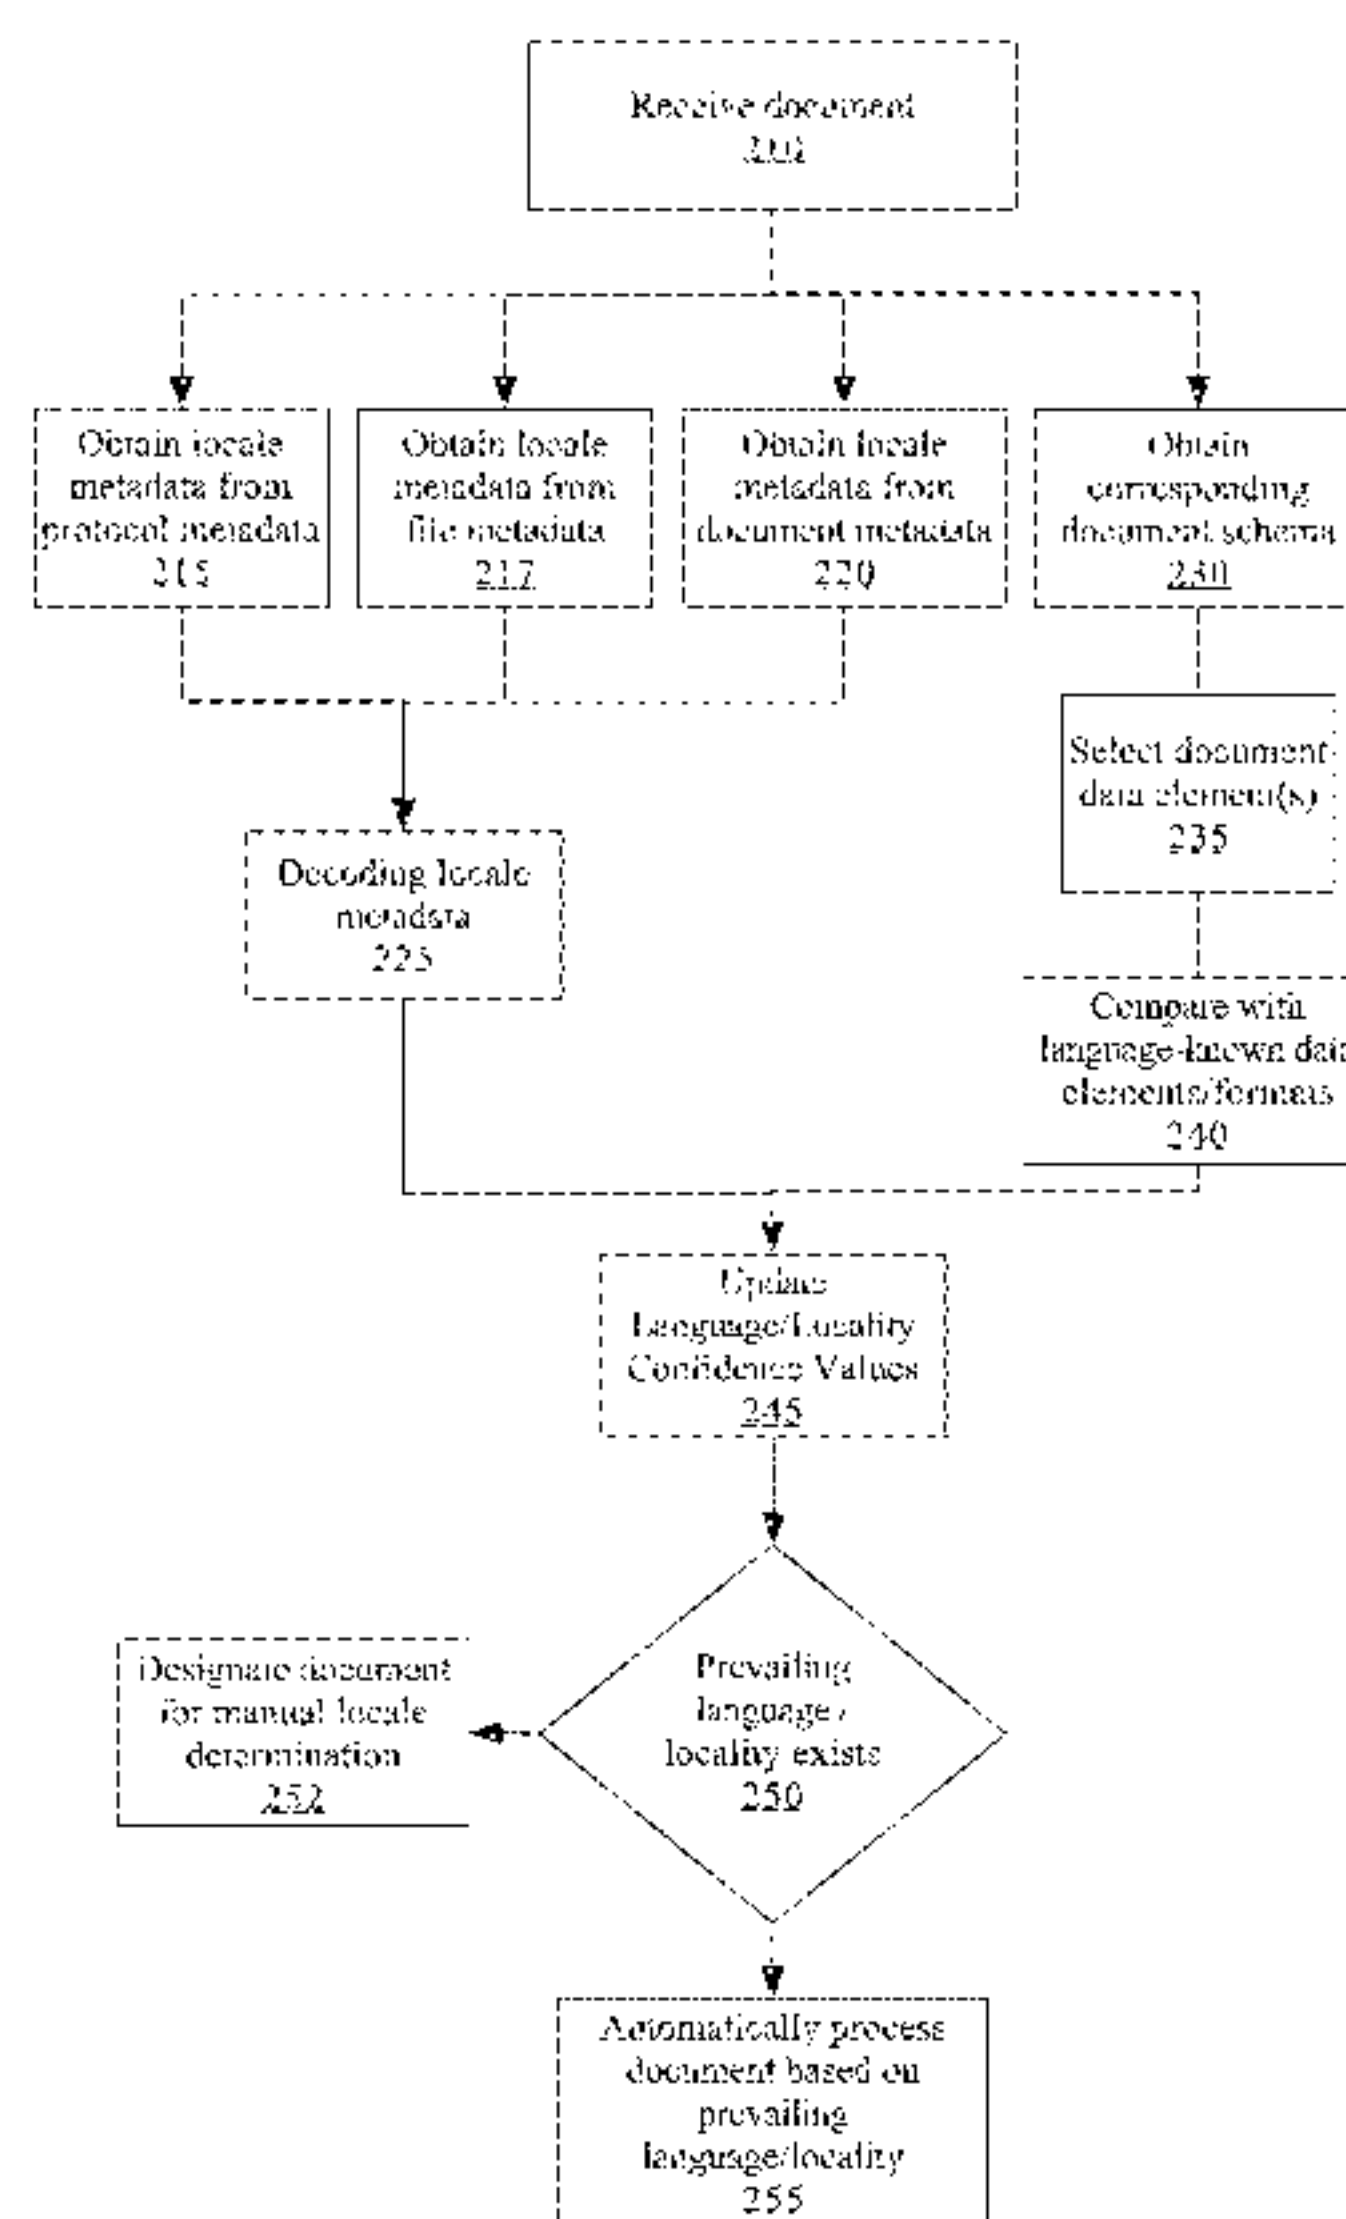 Receive document
Obtain locale
metadata from
protocol metadata
215
Obtain locale
metadata from
file metadata
217
Obtain locale
metadata from
document metadata
220
Obtain
corresponding
document schema
230
Select document
data element(s)
235
Decoding locale
metadata
225
Compare with
language-known data
elements/formats
240
Update
Language/Locality
Confidence Values
245
Prevailing
language/
locality exists
250
Designate document
for manual locale
determination
252
Automatically process
document based on
prevailing
language/locality
255